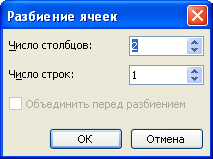 Разбиение ячеек
Число столбцов: 2
Число строк: 1
Объединить перед разбиением
ОК Отмена